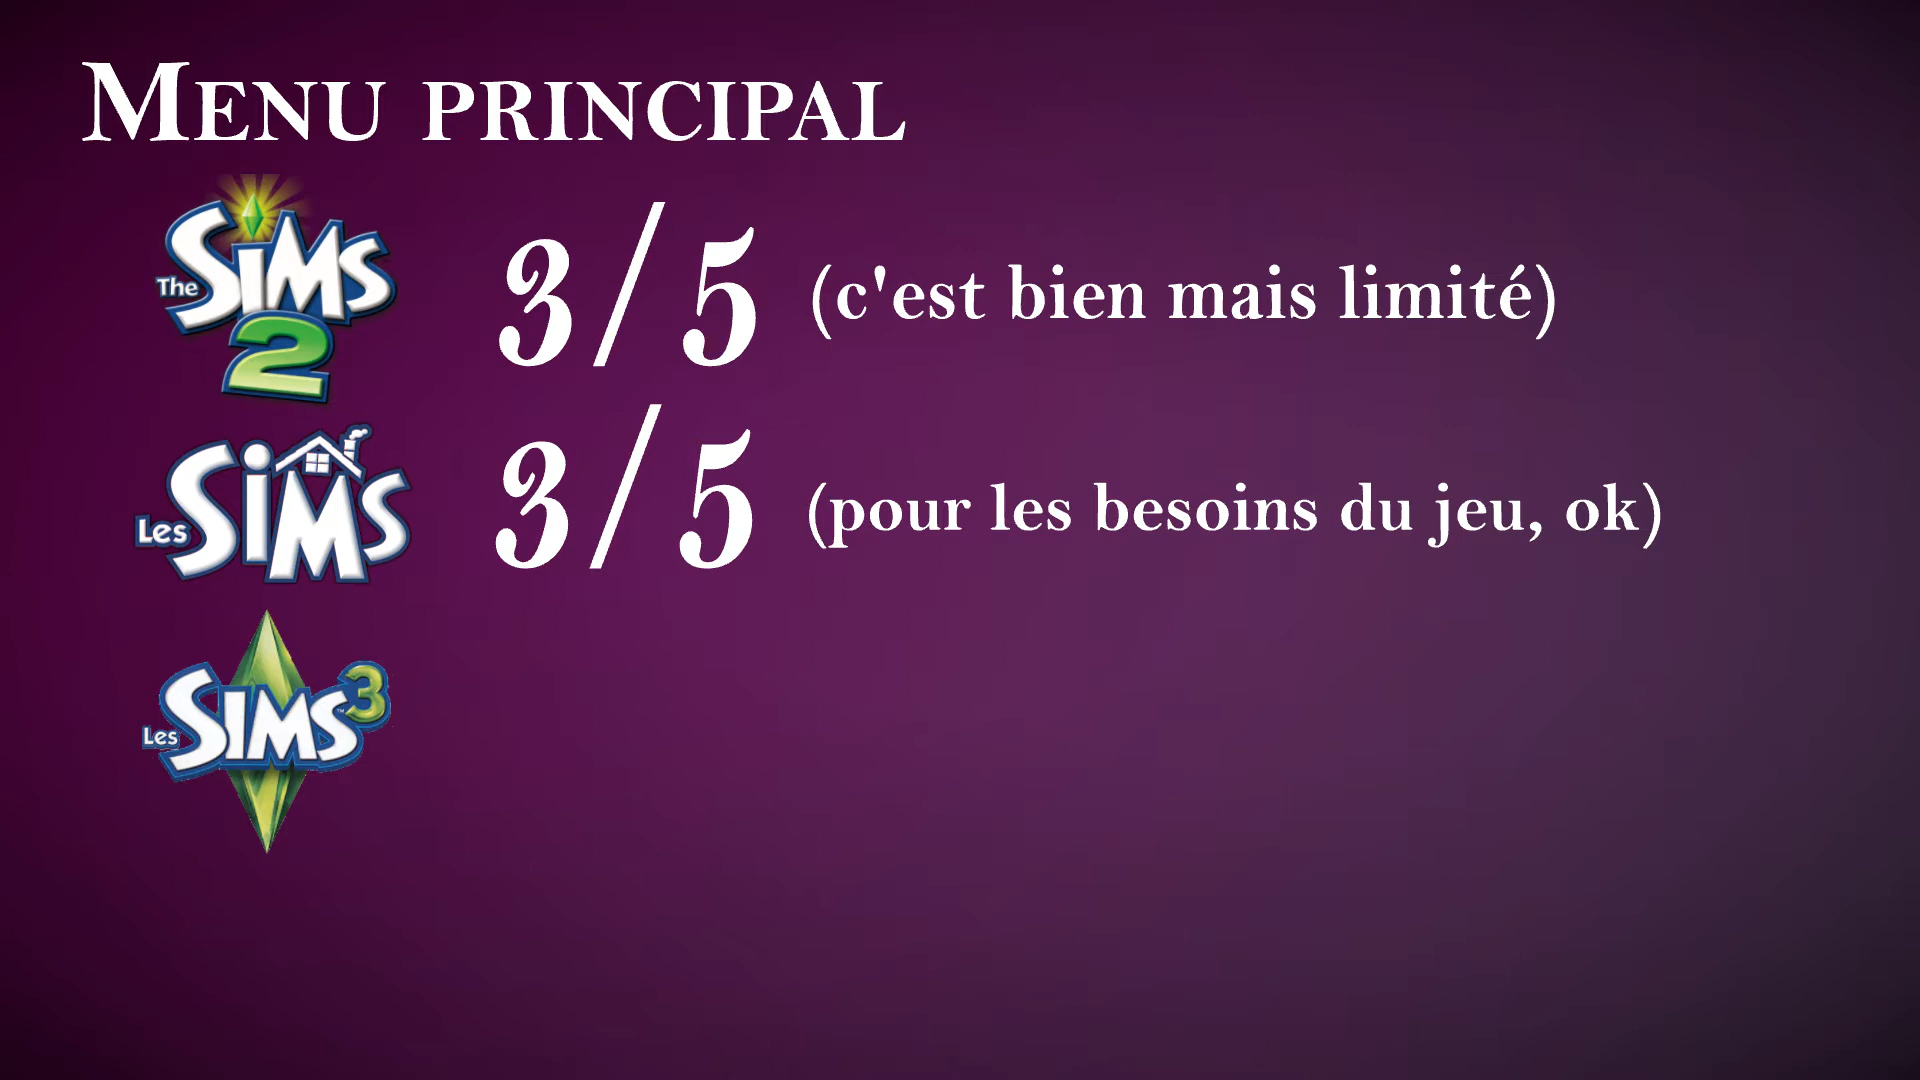 Menu principal
The Sims 2
3/5 (c'est bien mais limité)
Les Sims
3/5 (pour les besoins du jeu, ok)
Les Sims 3